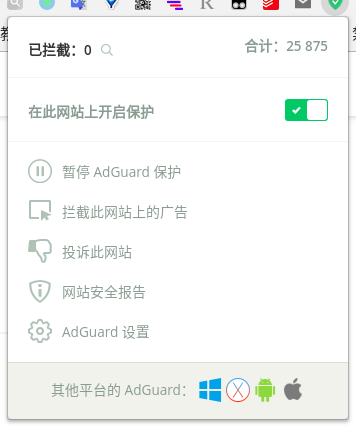 已拦截：0
合计：25 875
在此网站上开启保护
暂停 AdGuard 保护
拦截此网站上的广告
投诉此网站
网站安全报告
AdGuard 设置
其他平台的 AdGuard：